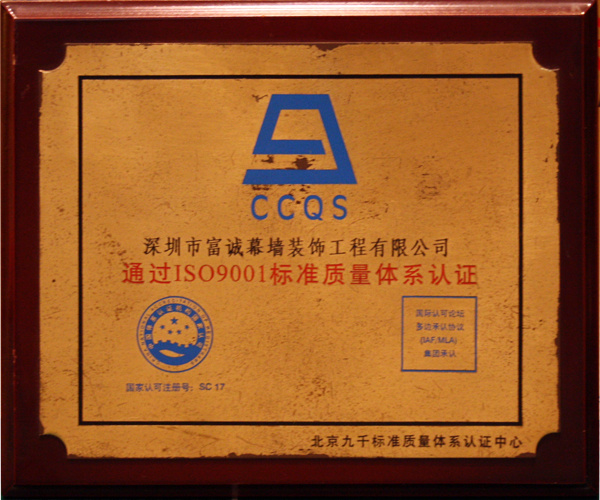 CCQS
深圳市富诚幕墙装饰工程有限公司
通过ISO9001标准质量体系认证
国际认可论坛
多边承认协议
(IAF/MLA)
集团承认
国家认可注册号：SC 17
北京九千标准质量体系认证中心